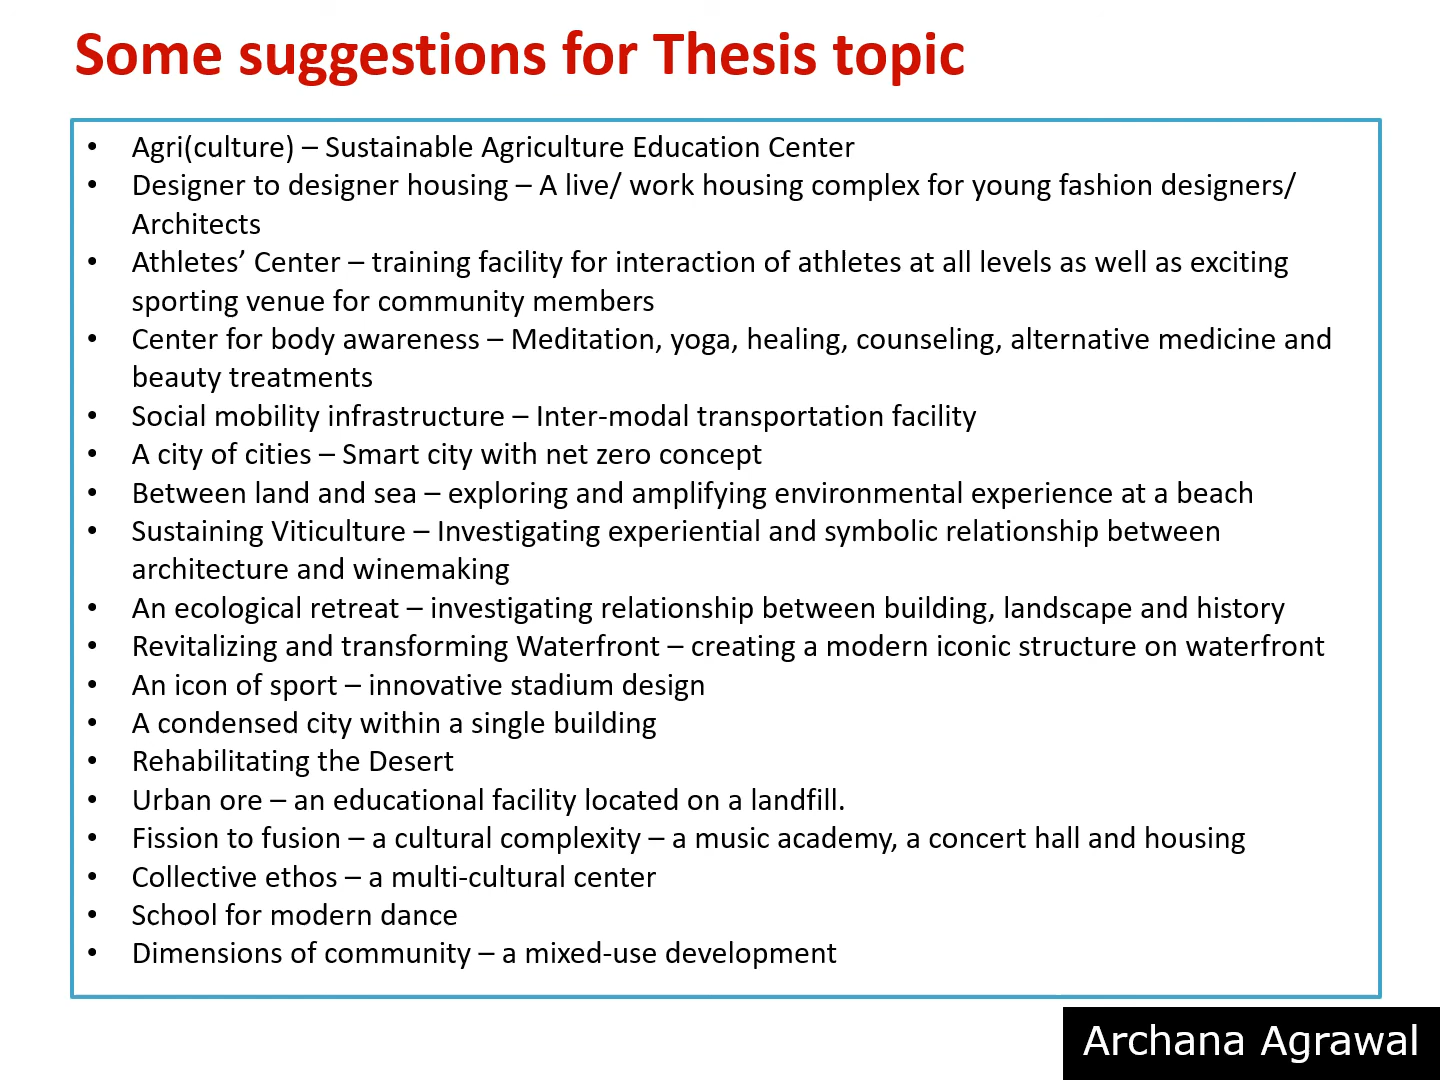 Some suggestions for Thesis topic
• Agri(culture) – Sustainable Agriculture Education Center
• Designer to designer housing – A live/ work housing complex for young fashion designers/
Architects
• Athletes’ Center – training facility for interaction of athletes at all levels as well as exciting
sporting venue for community members
• Center for body awareness – Meditation, yoga, healing, counseling, alternative medicine and
beauty treatments
• Social mobility infrastructure – Inter-modal transportation facility
• A city of cities – Smart city with net zero concept
• Between land and sea – exploring and amplifying environmental experience at a beach
• Sustaining Viticulture – Investigating experiential and symbolic relationship between
architecture and winemaking
• An ecological retreat – investigating relationship between building, landscape and history
• Revitalizing and transforming Waterfront – creating a modern iconic structure on waterfront
• An icon of sport – innovative stadium design
• A condensed city within a single building
• Rehabilitating the Desert
• Urban ore – an educational facility located on a landfill.
• Fission to fusion – a cultural complexity – a music academy, a concert hall and housing
• Collective ethos – a multi-cultural center
• School for modern dance
• Dimensions of community – a mixed-use development
Archana Agrawal